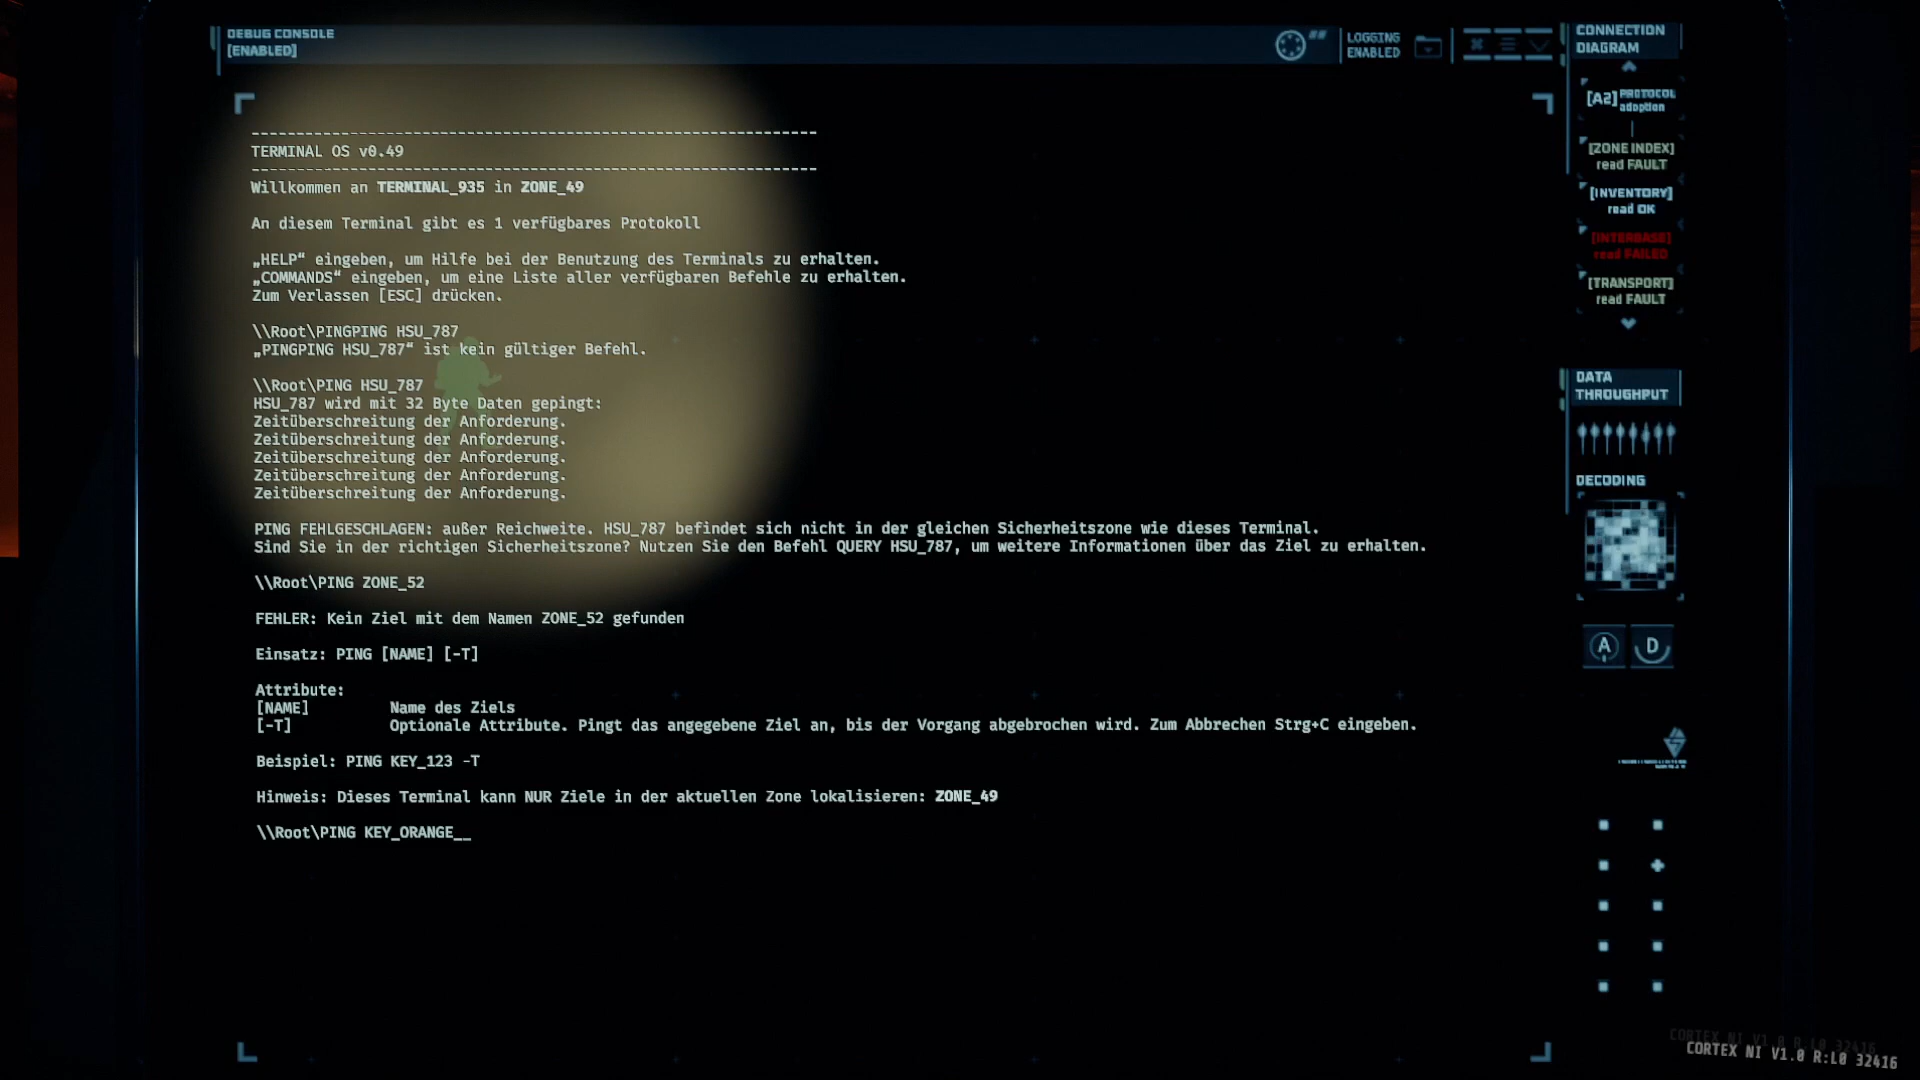 DEBUG CONSOLE
[ENABLED]
LOGGING
ENABLED
--------------------------------------------------------------- 
TERMINAL OS v0.49
---------------------------------------------------------------
Willkommen an TERMINAL_935 in ZONE_49
An diesem Terminal gibt es 1 verfügbares Protokoll
„HELP“ eingeben, um Hilfe bei der Benutzung des Terminals zu erhalten.
„COMMANDS“ eingeben, um eine Liste aller verfügbaren Befehle zu erhalten.
Zum Verlassen [ESC] drücken.
\\Root\PINGPING HSU_787
„PINGPING HSU_787“ ist kein gültiger Befehl.
\\Root\PING HSU_787
HSU_787 wird mit 32 Byte Daten gepingt:
Zeitüberschreitung der Anforderung.
Zeitüberschreitung der Anforderung.
Zeitüberschreitung der Anforderung.
Zeitüberschreitung der Anforderung.
Zeitüberschreitung der Anforderung.
PING FEHLGESCHLAGEN: außer Reichweite. HSU_787 befindet sich nicht in der gleichen Sicherheitszone wie dieses Terminal.
Sind Sie in der richtigen Sicherheitszone? Nutzen Sie den Befehl QUERY HSU_787, um weitere Informationen über das Ziel zu erhalten.
\\Root\PING ZONE_52
FEHLER: Kein Ziel mit dem Namen ZONE_52 gefunden
Einsatz: PING [NAME] [-T]
Attribute:
[NAME] Name des Ziels
[-T] Optionale Attribute. Pingt das angegebene Ziel an, bis der Vorgang abgebrochen wird. Zum Abbrechen Strg+C eingeben.
Beispiel: PING KEY_123 -T
Hinweis: Dieses Terminal kann NUR Ziele in der aktuellen Zone lokalisieren: ZONE_49
\\Root\PING KEY_ORANGE__
CONNECTION
DIAGRAM
[A2] PROTOCOL
adoption
[ZONE INDEX]
read FAULT
[INVENTORY]
read OK
[INTERBASE]
read FAILED
[TRANSPORT]
read FAULT
DATA
THROUGHPUT
DECODING
A D
CORTEX NI V1.0 R:L0 32416